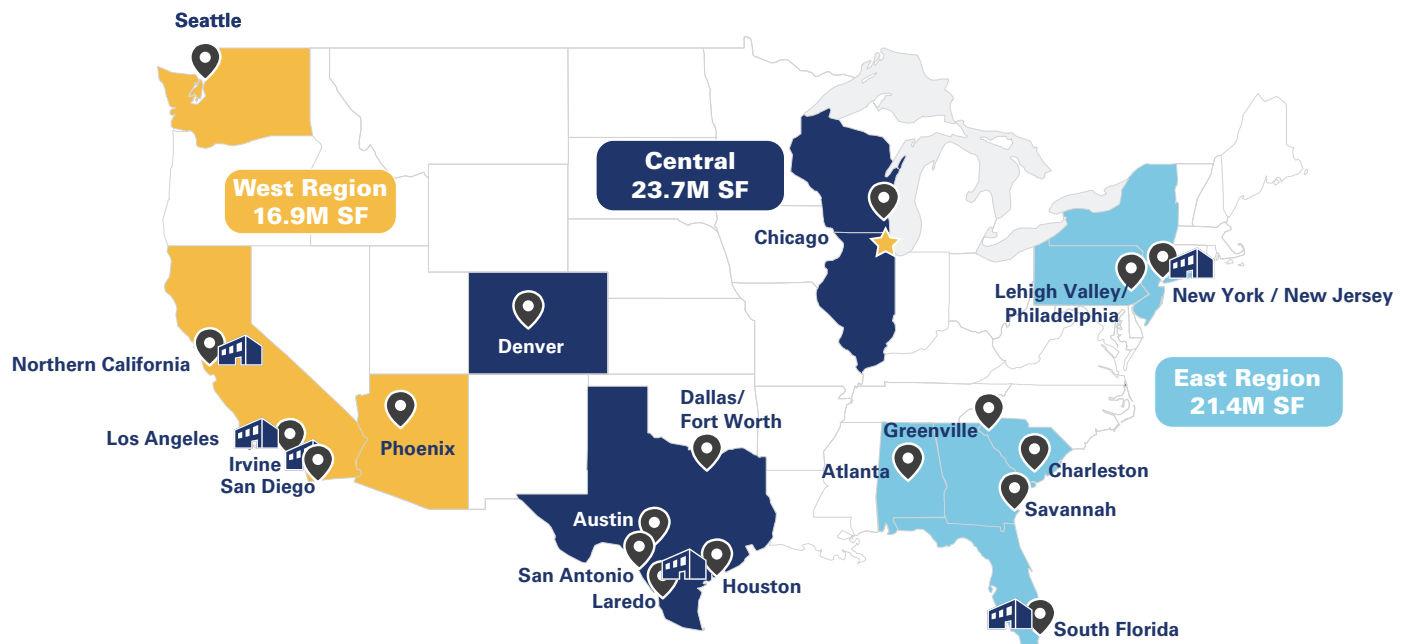 Seattle
West Region
16.9M SF
Central
23.7M SF
Chicago
Lehigh Valley/
Philadelphia
New York / New Jersey
Denver
Northern California
East Region
21.4M SF
Dallas/
Fort Worth
Phoenix
Los Angeles
Irvine
San Diego
Greenville
Atlanta
Charleston
Savannah
Austin
San Antonio
Houston
Laredo
South Florida